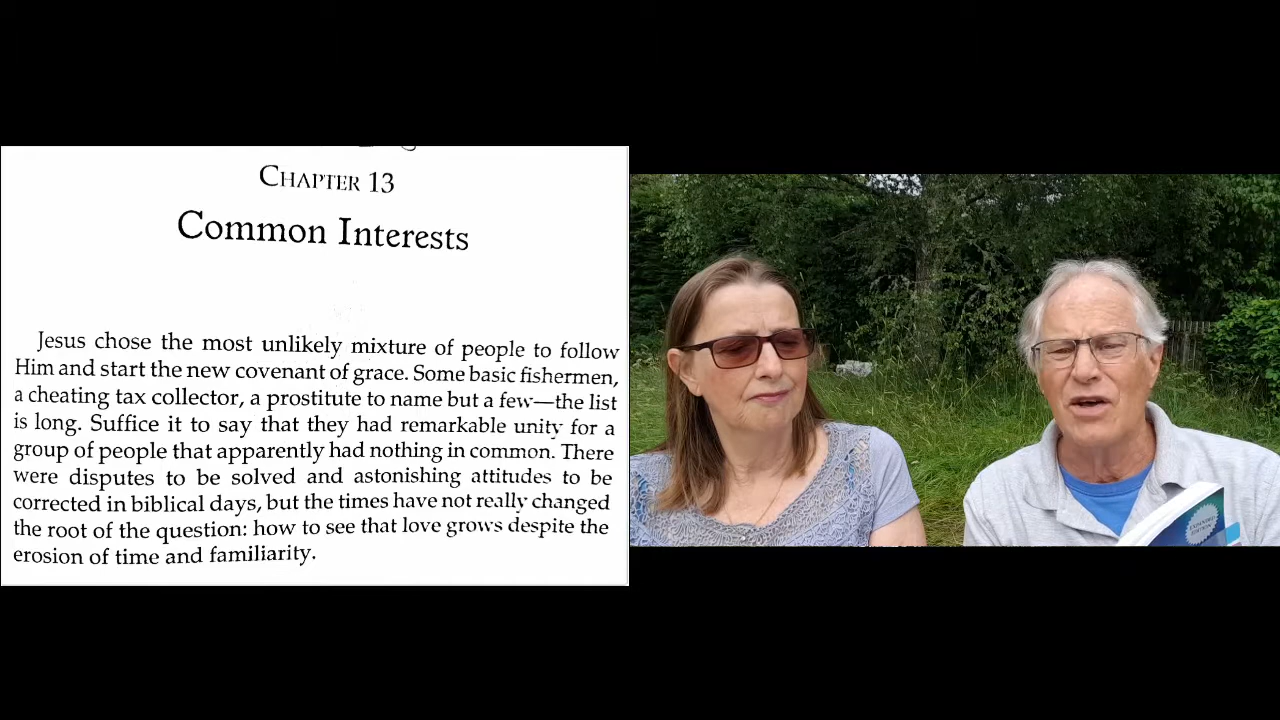 CHAPTER 13
Common Interests
Jesus chose the most unlikely mixture of people to follow
Him and start the new covenant of grace. Some basic fishermen,
a cheating tax collector, a prostitute to name but a few—the list
is long. Suffice it to say that they had remarkable unity for a
group of people that apparently had nothing in common. There
were disputes to be solved and astonishing attitudes to be
corrected in biblical days, but the times have not really changed
the root of the question: how to see that love grows despite the
erosion of time and familiarity.
EXPANDED
EDITION